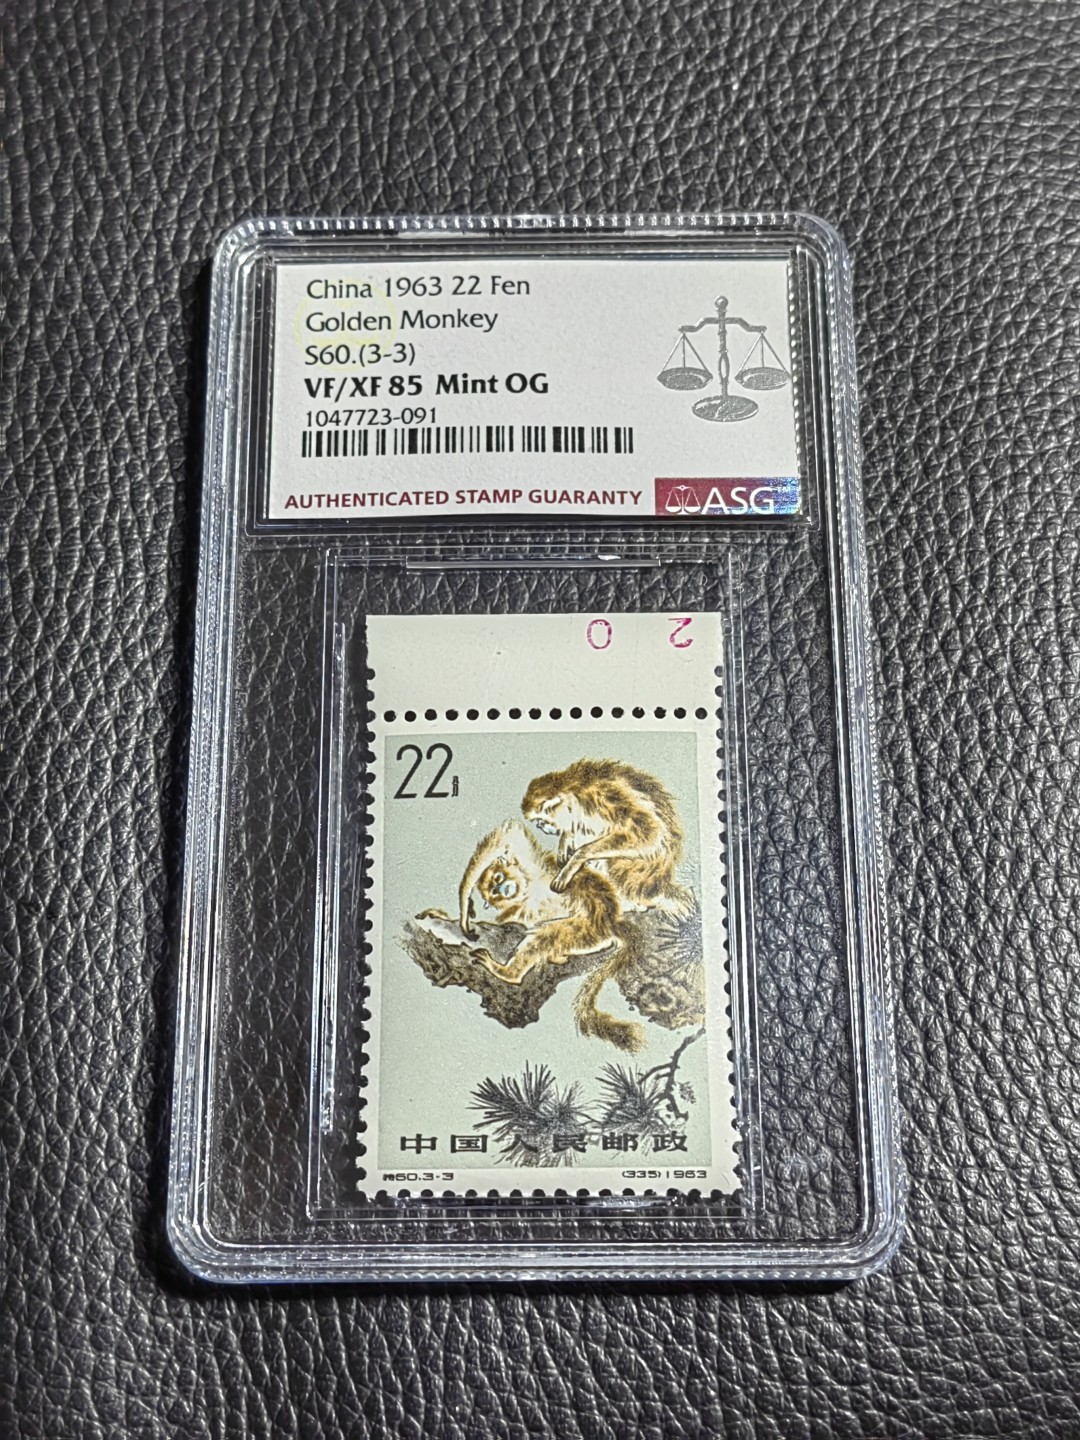 China 1963 22 Fen
Golden Monkey
S60.(3-3)
VF/XF 85 Mint OG
1047723-091
AUTHENTICATED STAMP GUARANTY ASG
0 2
22分
中国人民邮政
特60.3-3 (335) 1963